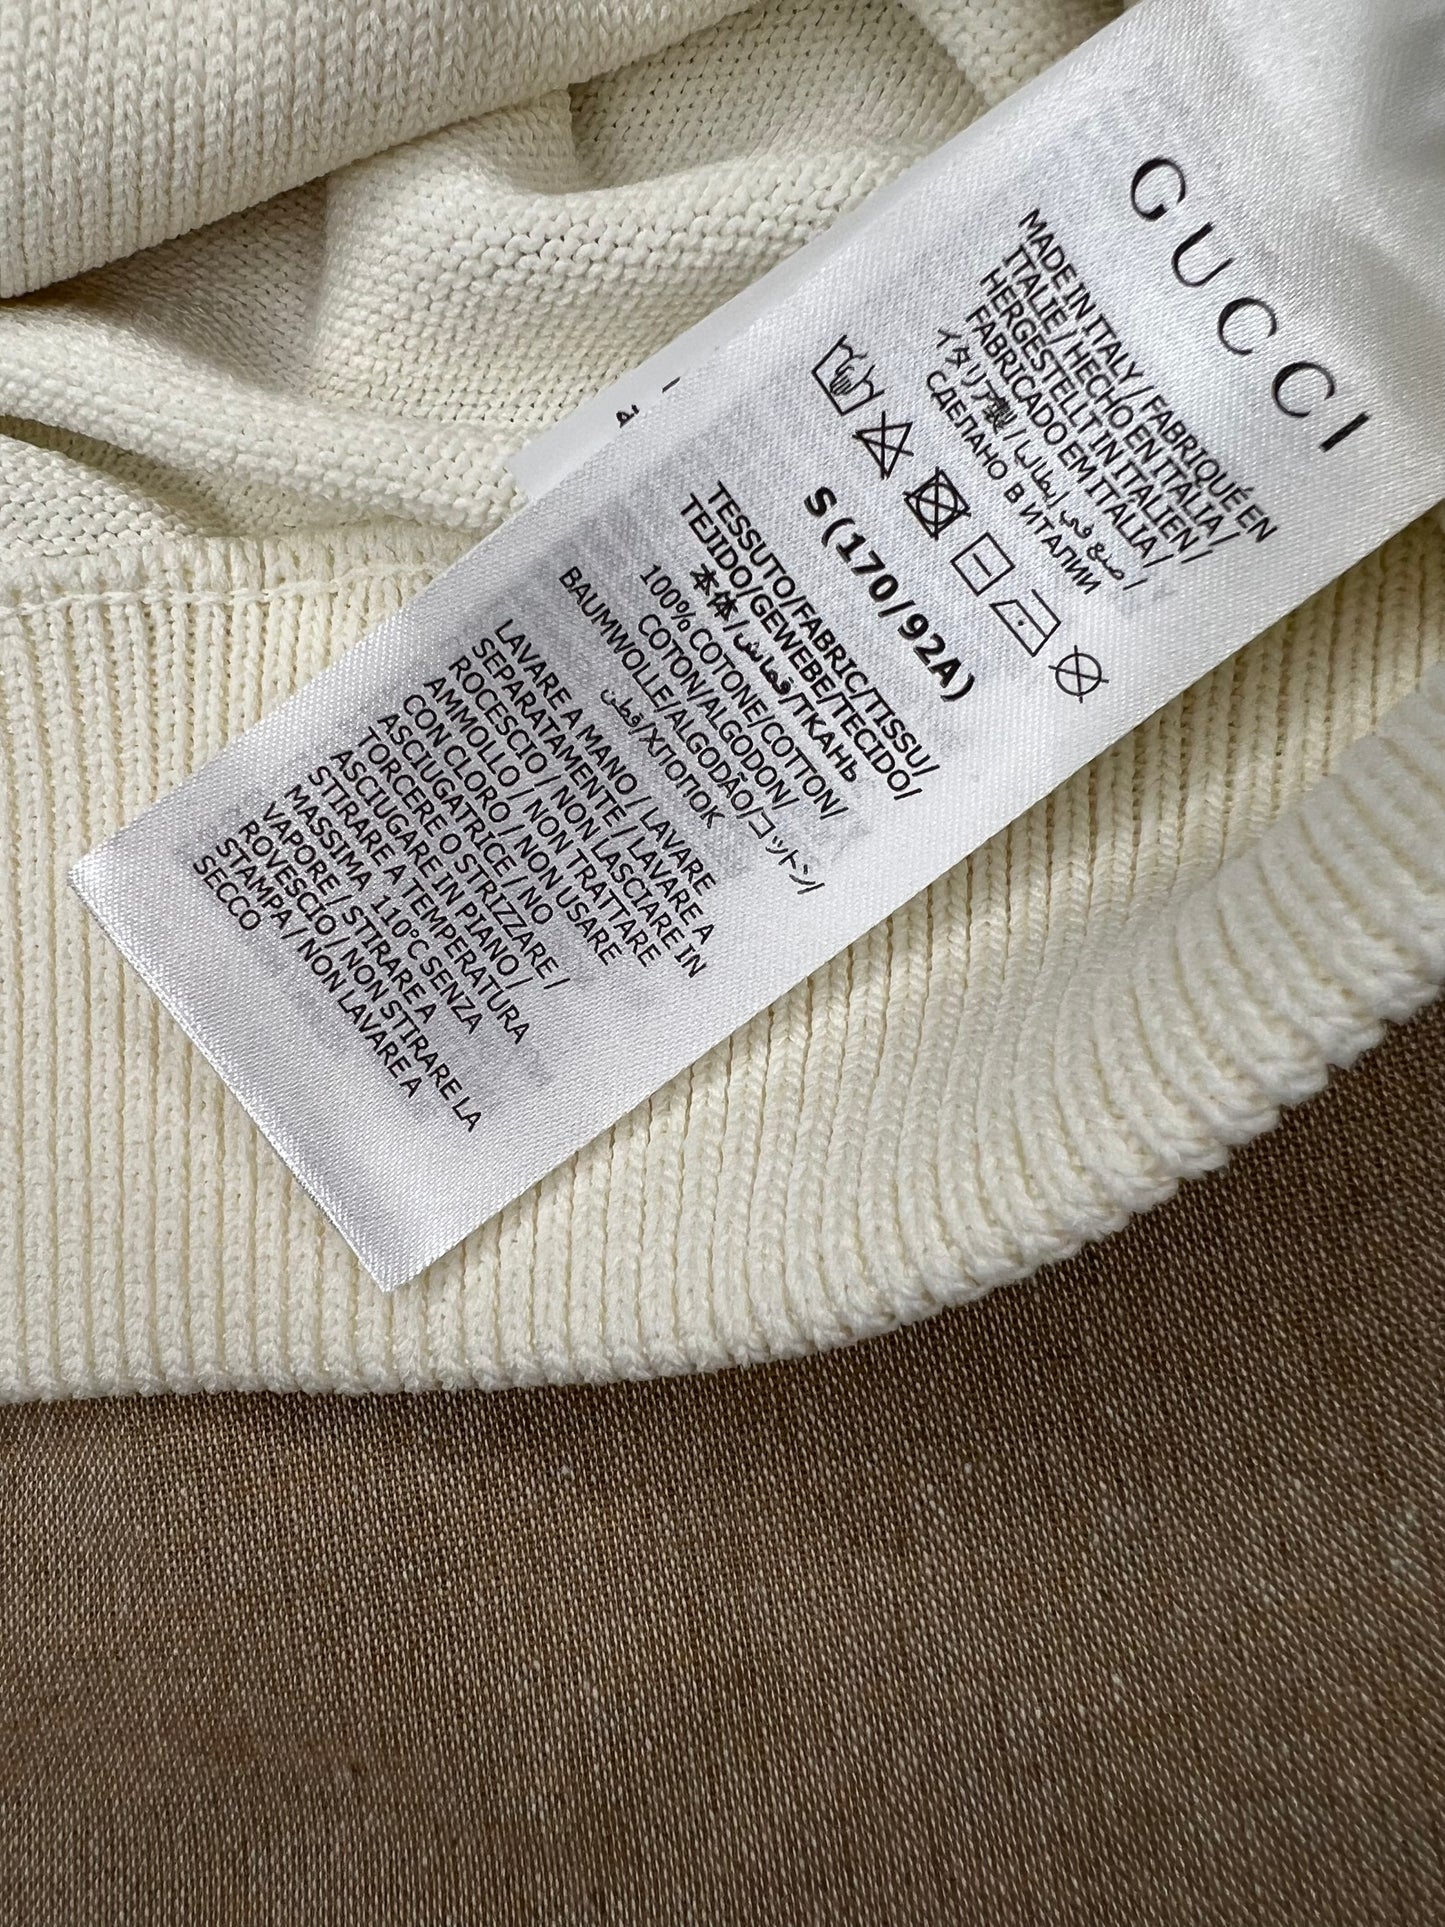 GUCCI
MADE IN ITALY / FABRIQUÉ EN
ITALIE / HECHO EN ITALIA /
HERGESTELLT IN ITALIEN /
FABRICADO EM ITALIA /
イタリア製 / صنع في إيطاليا /
СДЕЛАНО В ИТАЛИИ
S(170/92A)
TESSUTO/FABRIC/TISSU/
TEJIDO/GEWEBE/TECIDO/
本体/قماش/ТКАНЬ
100% COTONE/COTTON/
COTON/ALGODON/
BAUMWOLLE/ALGODÃO/コットン/
قطن/ХЛОПОК
LAVARE A MANO / LAVARE
SEPARATAMENTE / LAVARE A
ROCESCIO / NON LASCIARE IN
AMMOLLO / NON TRATTARE
CON CLORO / NON USARE
ASCIUGATRICE / NO
TORCERE O STRIZZARE /
ASCIUGARE IN PIANO /
STIRARE A TEMPERATURA
MASSIMA 110°C SENZA
VAPORE / STIRARE A
ROVESCIO / NON STIRARE LA
STAMPA / NON LAVARE A
SECCO